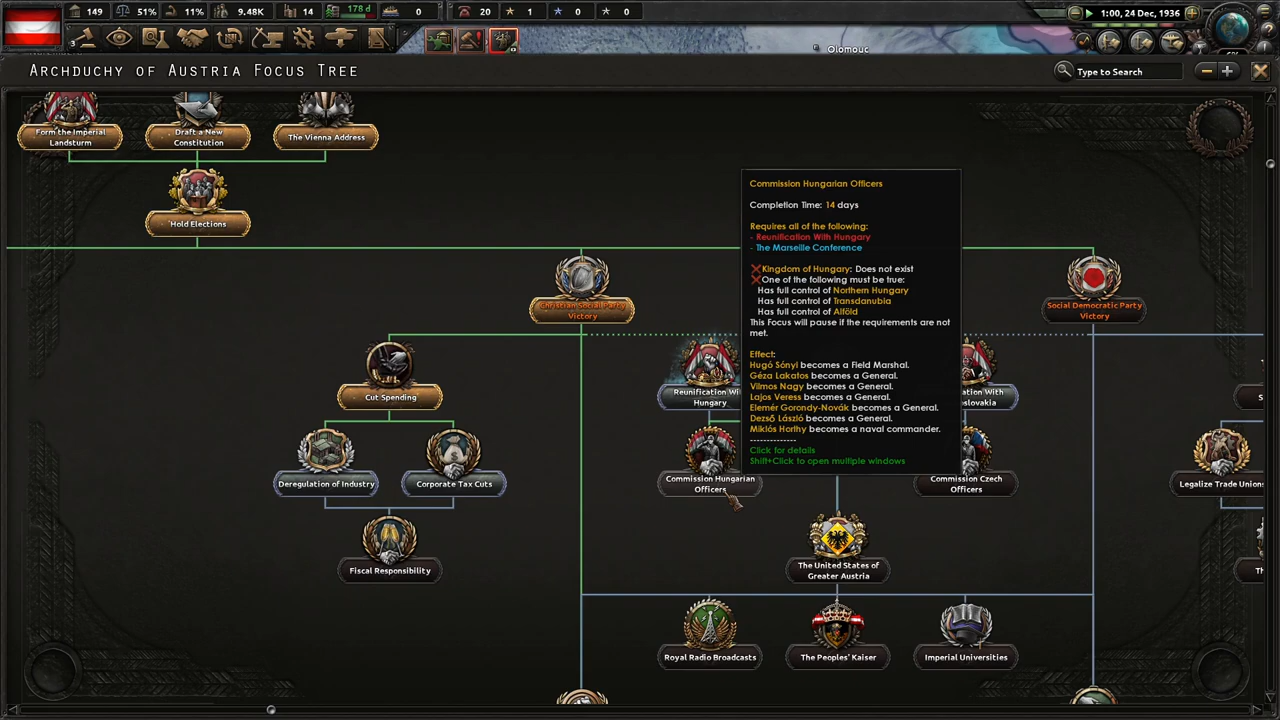 149
51%
11%
9.48K
14
178 d
0
20
1
0
0
1:00, 24 Dec, 1936
3
Olomouc
Archduchy of Austria Focus Tree
Type to Search
Form the Imperial
Landsturm
Draft a New
Constitution
The Vienna Address
Hold Elections
Christian Social Party
Victory
Social Democratic Party
Victory
Cut Spending
Reunification Wi
Hungary
ation With
oslovakia
Deregulation of Industry
Corporate Tax Cuts
Commission Hungarian
Officers
Commission Czech
Officers
Legalize Trade Unions
Fiscal Responsibility
The United States of
Greater Austria
Royal Radio Broadcasts
The Peoples' Kaiser
Imperial Universities
S
Th
Commission Hungarian Officers
Completion Time: 14 days
Requires all of the following:
- Reunification With Hungary
- The Marseille Conference
Kingdom of Hungary: Does not exist
One of the following must be true:
Has full control of Northern Hungary
Has full control of Transdanubia
Has full control of Alföld
This Focus will pause if the requirements are not
met.
Effect:
Hugó Sónyi becomes a Field Marshal.
Géza Lakatos becomes a General.
Vilmos Nagy becomes a General.
Lajos Veress becomes a General.
Elemér Gorondy-Novák becomes a General.
Dezső László becomes a General.
Miklós Horthy becomes a naval commander.
--------------
Click for details
Shift+Click to open multiple windows